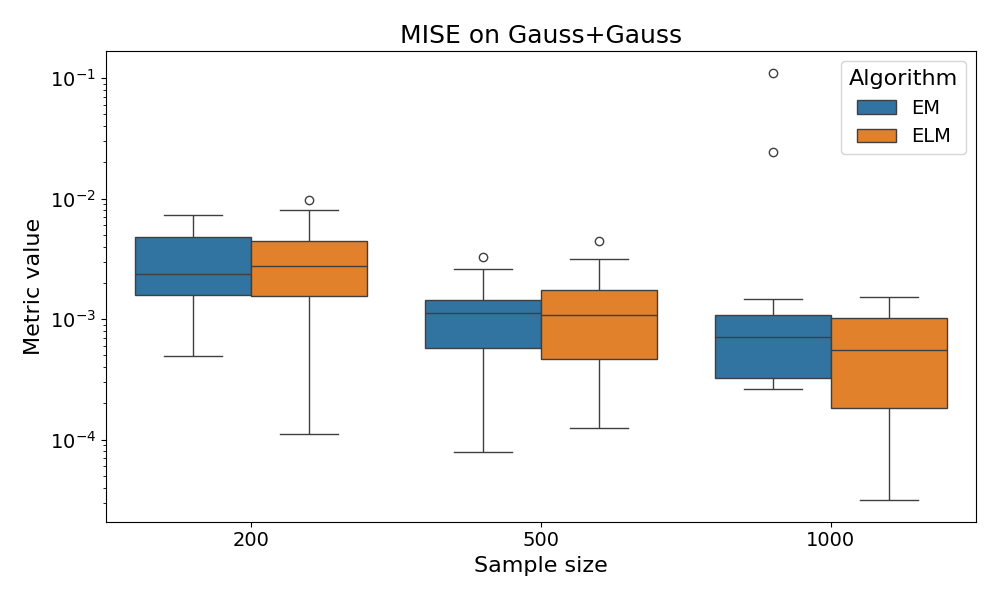 MISE on Gauss+Gauss
Metric value
10⁻¹
10⁻²
10⁻³
10⁻⁴
Algorithm
EM
ELM
200
500
1000
Sample size